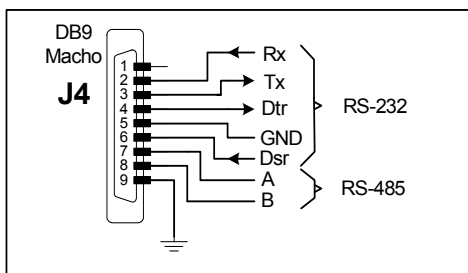 DB9
Macho
J4
1
2
3
4
5
6
7
8
9
Rx
Tx
Dtr
GND
Dsr
A
B
RS-232
RS-485